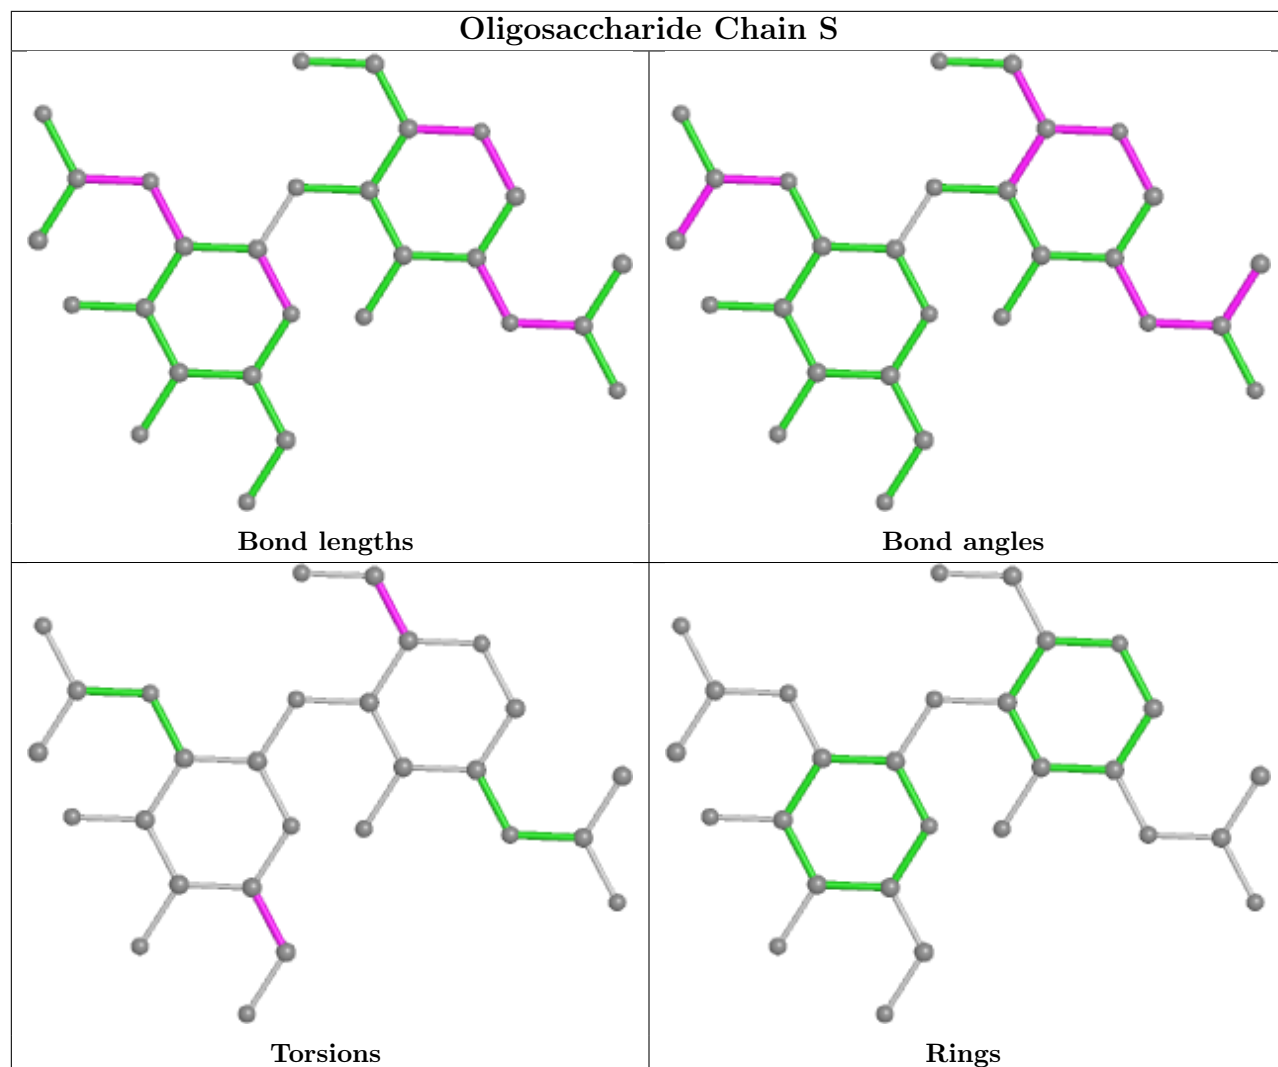 Oligosaccharide Chain S
Bond lengths
Bond angles
Torsions
Rings